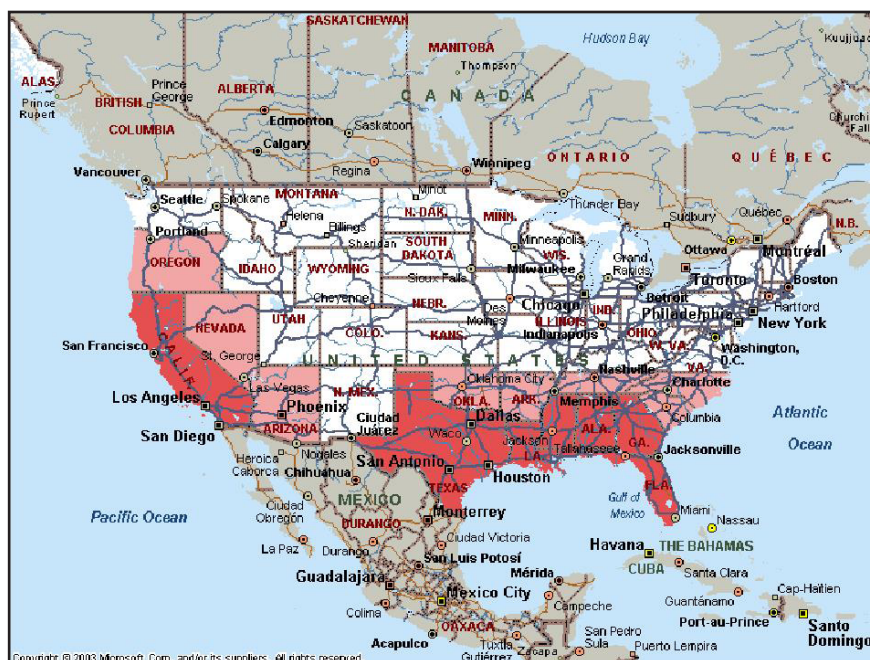 SASKATCHEWAN
Hudson Bay
Kuujjuaq
MANITOBA
Thompson
ALAS.
Prince
George
ALBERTA
CANADA
Prince
Rupert
BRITISH
COLUMBIA
Edmonton
Saskatoon
Churchill
Falls
Calgary
Regina
Winnipeg
ONTARIO
QUÉBEC
Vancouver
Thunder Bay
Sudbury
Québec
N.B.
Seattle
Spokane
MONTANA
Minot
Helena
N. DAK.
MINN.
Ottawa
Montréal
Portland
Billings
Minneapolis
OREGON
IDAHO
Sheridan
SOUTH
DAKOTA
WIS.
Grand
Rapids
Toronto
Boston
WYOMING
Sioux Falls
Milwaukee
Detroit
Hartford
Cheyenne
NEBR.
Des
Moines
Chicago
Philadelphia
New York
NEVADA
UTAH
COLO.
KANS.
ILLINOIS
IND.
Indianapolis
OHIO
W. VA.
Washington,
D.C.
San Francisco
CALIF.
St. George
UNITED STATES
VA.
Las Vegas
Oklahoma City
Nashville
Charlotte
Los Angeles
Phoenix
N. MEX.
OKLA.
ARK.
Memphis
Columbia
Atlantic
Ocean
San Diego
ARIZONA
Ciudad
Juárez
Dallas
Waco
Jackson
ALA.
GA.
Tallahassee
Jacksonville
Nogales
Heroica
Caborca
Chihuahua
San Antonio
TEXAS
Houston
LA.
FLA.
Pacific Ocean
Ciudad
Obregón
MEXICO
Monterrey
Gulf of
Mexico
Miami
Nassau
La Paz
DURANGO
Durango
Ciudad Victoria
Havana
THE BAHAMAS
San Luis Potosí
CUBA
Santa Clara
Guadalajara
Mérida
Cap-Haïtien
Mexico City
Campeche
Guantánamo
Colima
Port-au-Prince
Santo
Domingo
OAXACA
Acapulco
Tuxtla
Gutiérrez
San Pedro
Sula
Zacapa
Puerto Lempira
Copyright © 2003 Microsoft Corp. and/or its suppliers. All rights reserved.